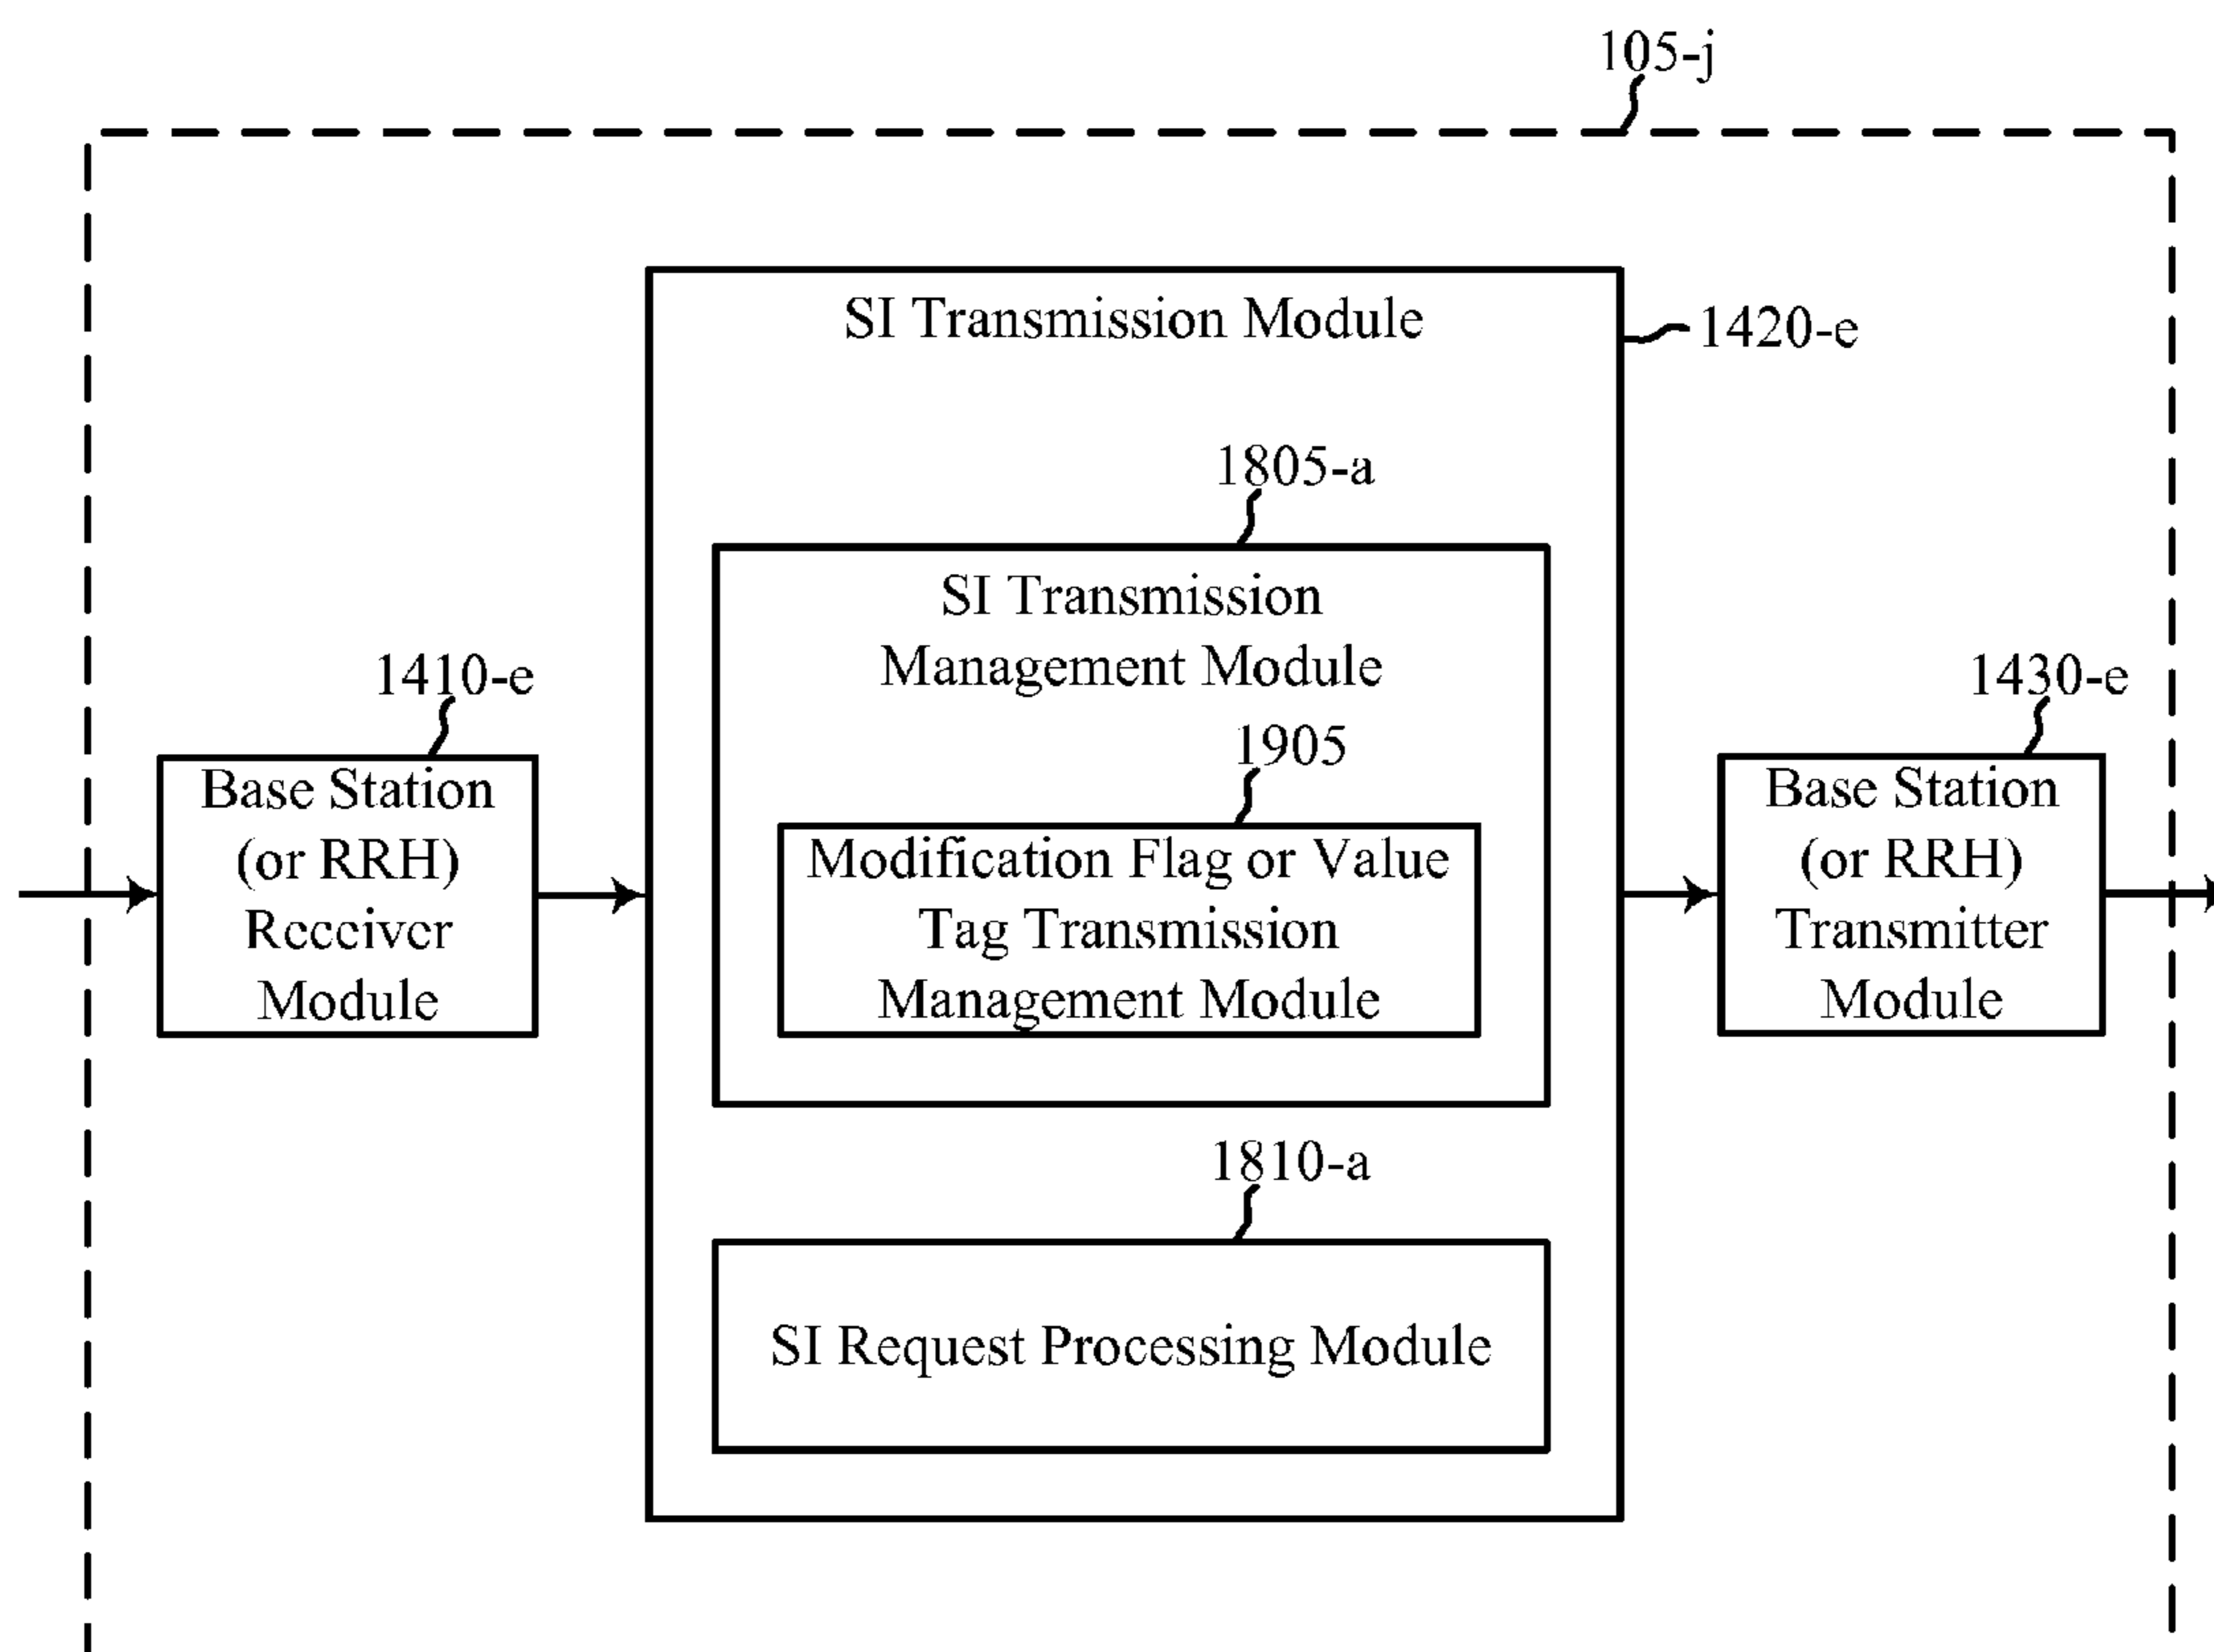 105-j
SI Transmission Module
1420-e
1805-a
SI Transmission
Management Module
1410-e
1430-e
1905
Base Station
(or RRH)
Receiver
Module
Modification Flag or Value
Tag Transmission
Management Module
Base Station
(or RRH)
Transmitter
Module
1810-a
SI Request Processing Module